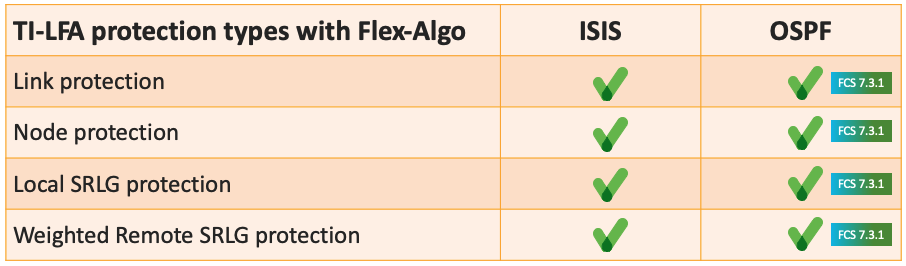 TI-LFA protection types with Flex-Algo ISIS OSPF
Link protection FCS 7.3.1
Node protection FCS 7.3.1
Local SRLG protection FCS 7.3.1
Weighted Remote SRLG protection FCS 7.3.1